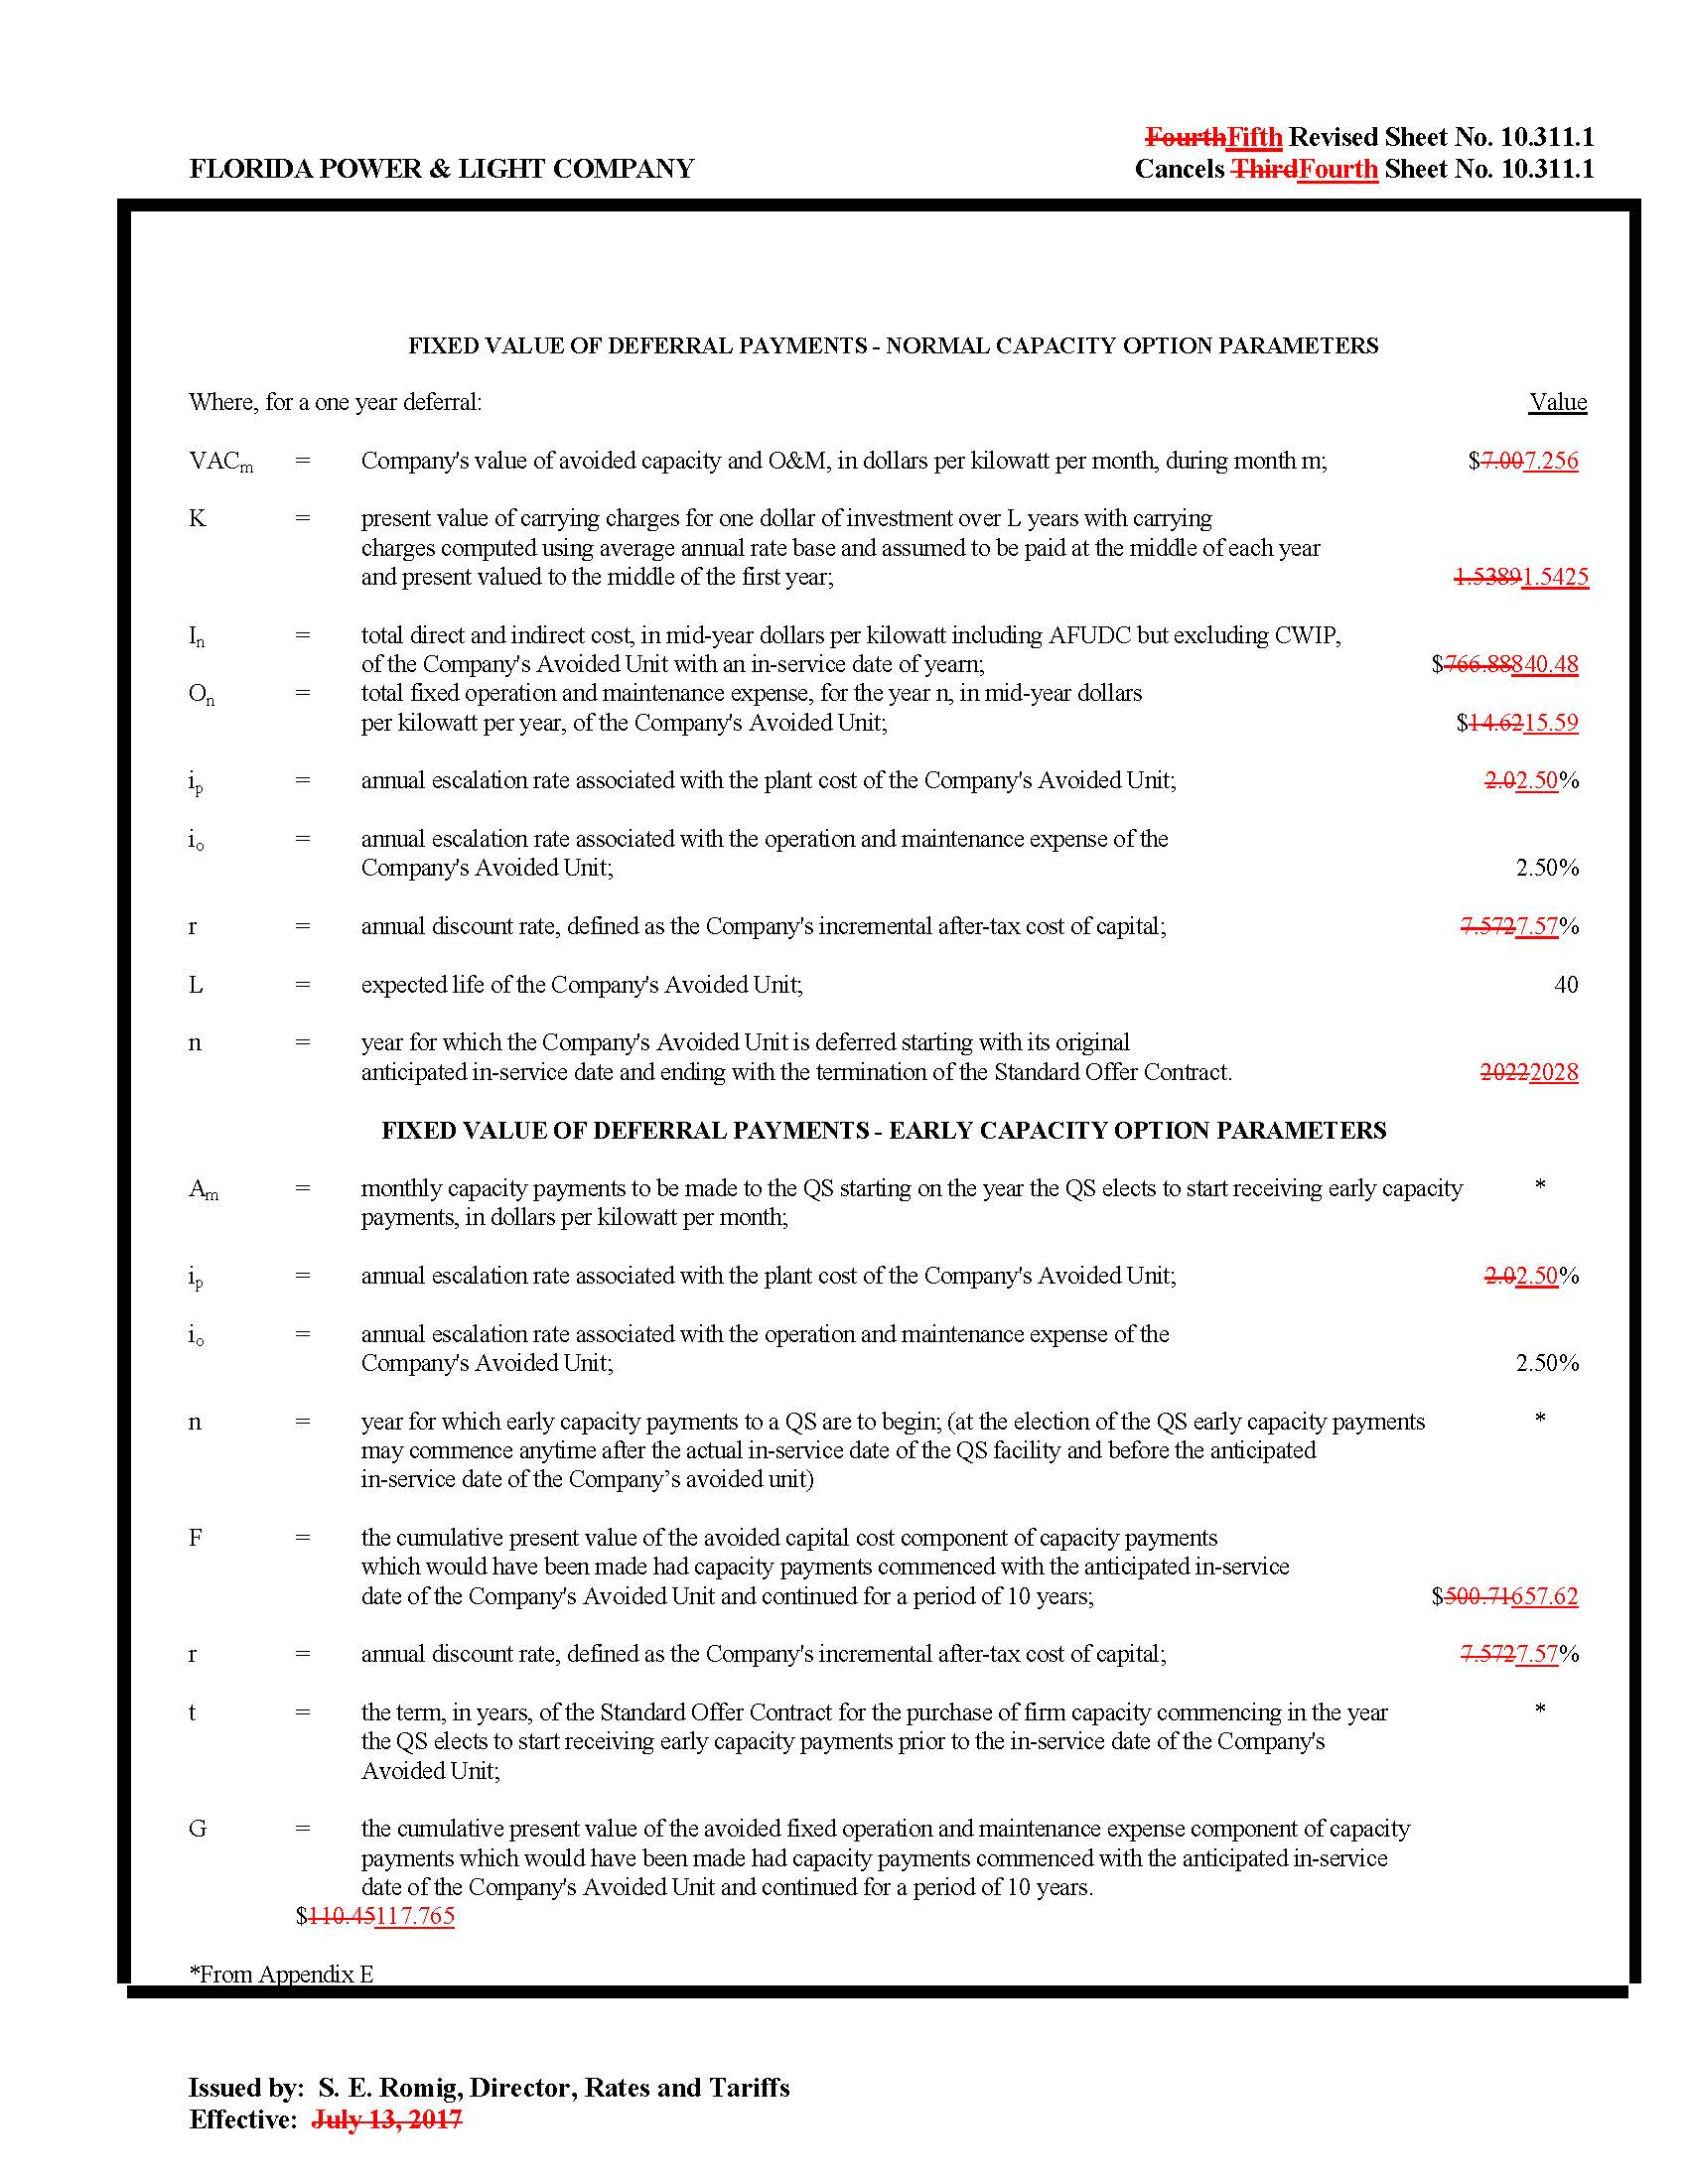 FourthFifth Revised Sheet No. 10.311.1
FLORIDA POWER & LIGHT COMPANY Cancels ThirdFourth Sheet No. 10.311.1
FIXED VALUE OF DEFERRAL PAYMENTS - NORMAL CAPACITY OPTION PARAMETERS
Where, for a one year deferral: Value
VACm = Company's value of avoided capacity and O&M, in dollars per kilowatt per month, during month m; $7.007.256
K = present value of carrying charges for one dollar of investment over L years with carrying
charges computed using average annual rate base and assumed to be paid at the middle of each year
and present valued to the middle of the first year; 1.53891.5425
In = total direct and indirect cost, in mid-year dollars per kilowatt including AFUDC but excluding CWIP,
of the Company's Avoided Unit with an in-service date of yearn; $766.88840.48
On = total fixed operation and maintenance expense, for the year n, in mid-year dollars
per kilowatt per year, of the Company's Avoided Unit; $14.6215.59
ip = annual escalation rate associated with the plant cost of the Company's Avoided Unit; 2.02.50%
io = annual escalation rate associated with the operation and maintenance expense of the
Company's Avoided Unit; 2.50%
r = annual discount rate, defined as the Company's incremental after-tax cost of capital; 7.5727.57%
L = expected life of the Company's Avoided Unit; 40
n = year for which the Company's Avoided Unit is deferred starting with its original
anticipated in-service date and ending with the termination of the Standard Offer Contract. 20222028
FIXED VALUE OF DEFERRAL PAYMENTS - EARLY CAPACITY OPTION PARAMETERS
Am = monthly capacity payments to be made to the QS starting on the year the QS elects to start receiving early capacity *
payments, in dollars per kilowatt per month;
ip = annual escalation rate associated with the plant cost of the Company's Avoided Unit; 2.02.50%
io = annual escalation rate associated with the operation and maintenance expense of the
Company's Avoided Unit; 2.50%
n = year for which early capacity payments to a QS are to begin; (at the election of the QS early capacity payments *
may commence anytime after the actual in-service date of the QS facility and before the anticipated
in-service date of the Company’s avoided unit)
F = the cumulative present value of the avoided capital cost component of capacity payments
which would have been made had capacity payments commenced with the anticipated in-service
date of the Company's Avoided Unit and continued for a period of 10 years; $500.71657.62
r = annual discount rate, defined as the Company's incremental after-tax cost of capital; 7.5727.57%
t = the term, in years, of the Standard Offer Contract for the purchase of firm capacity commencing in the year *
the QS elects to start receiving early capacity payments prior to the in-service date of the Company's
Avoided Unit;
G = the cumulative present value of the avoided fixed operation and maintenance expense component of capacity
payments which would have been made had capacity payments commenced with the anticipated in-service
date of the Company's Avoided Unit and continued for a period of 10 years.
$110.45117.765
*From Appendix E
Issued by: S. E. Romig, Director, Rates and Tariffs
Effective: July 13, 2017